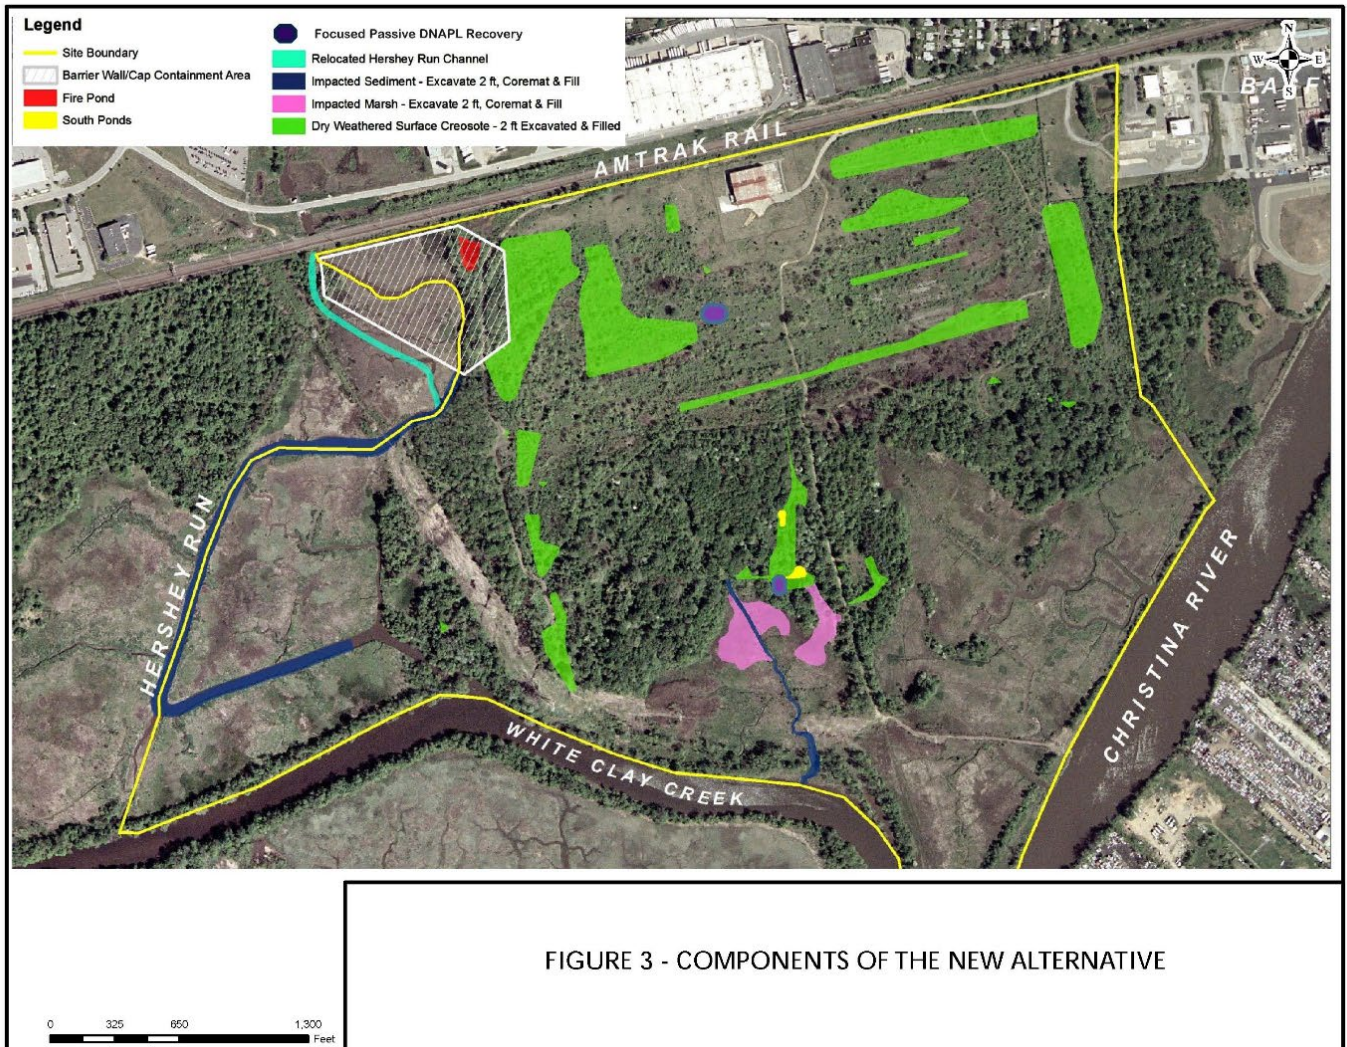 Legend
Site Boundary
Barrier Wall/Cap Containment Area
Fire Pond
South Ponds
Focused Passive DNAPL Recovery
Relocated Hershey Run Channel
Impacted Sediment - Excavate 2 ft, Coremat & Fill
Impacted Marsh - Excavate 2 ft, Coremat & Fill
Dry Weathered Surface Creosote - 2 ft Excavated & Filled
N
W E
S
AMTRAK RAIL
HERSHEY RUN
WHITE CLAY CREEK
CHRISTINA RIVER
FIGURE 3 - COMPONENTS OF THE NEW ALTERNATIVE
0 325 650 1,300
Feet